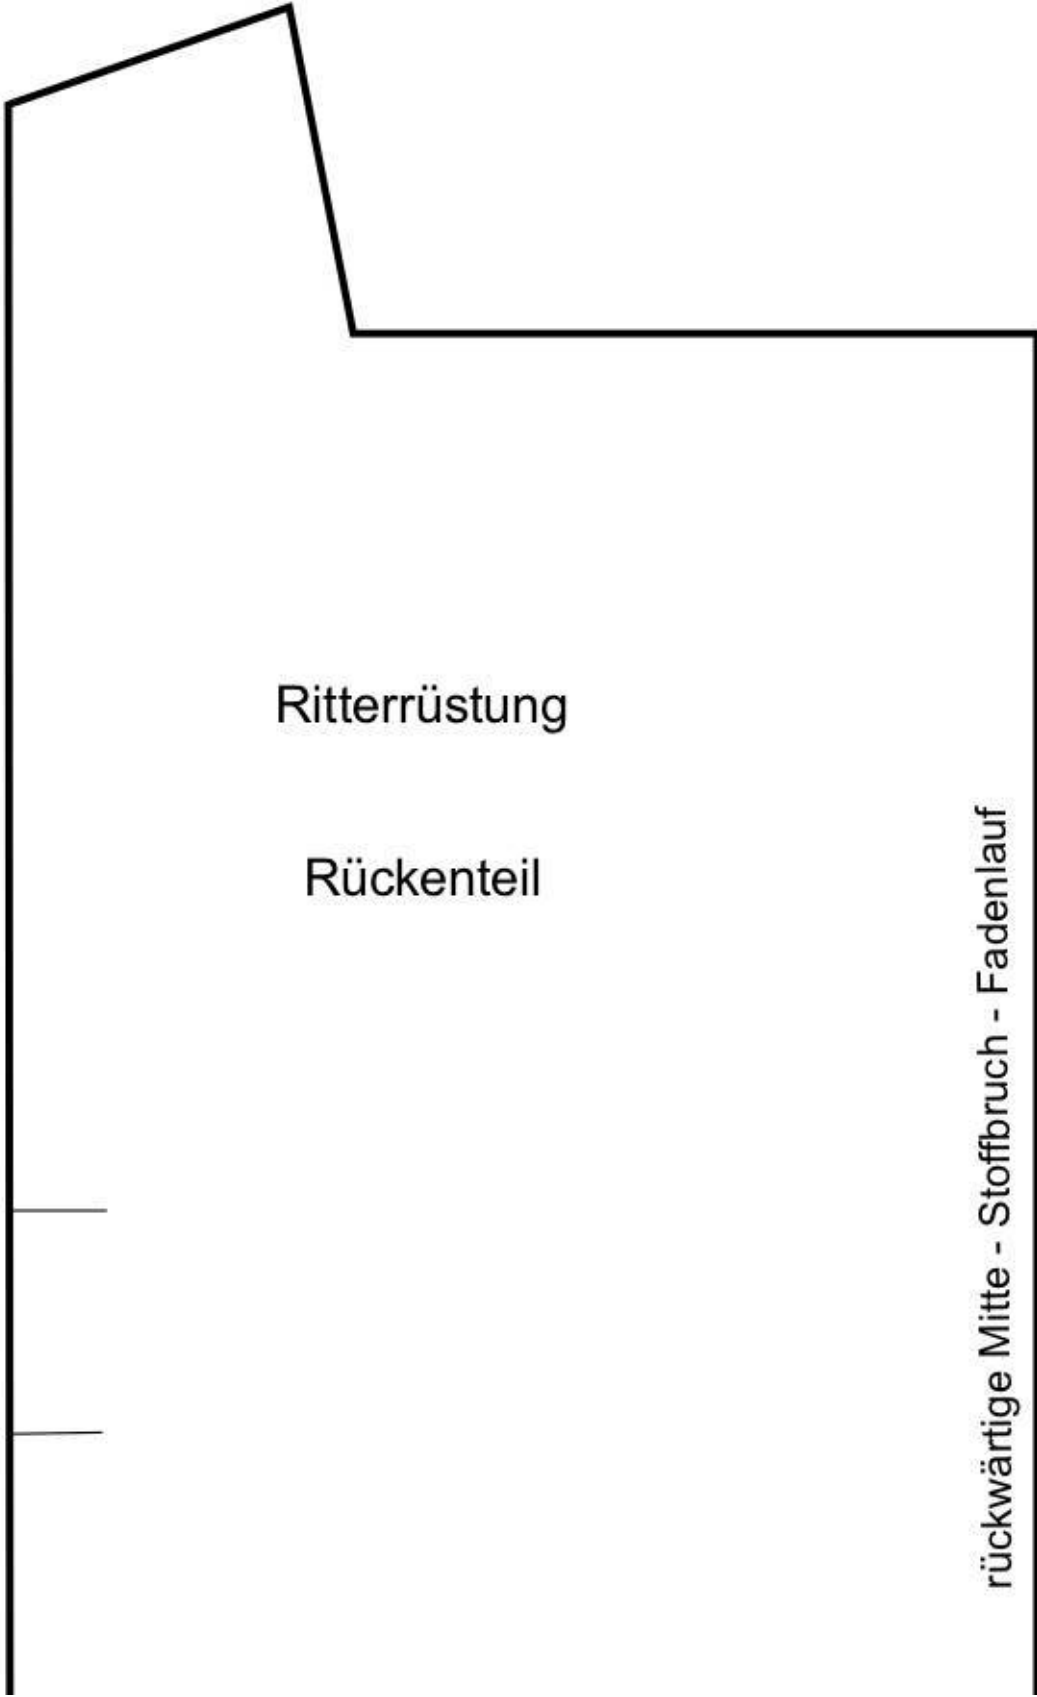 Ritterrüstung
Rückenteil
rückwärtige Mitte - Stoffbruch - Fadenlauf